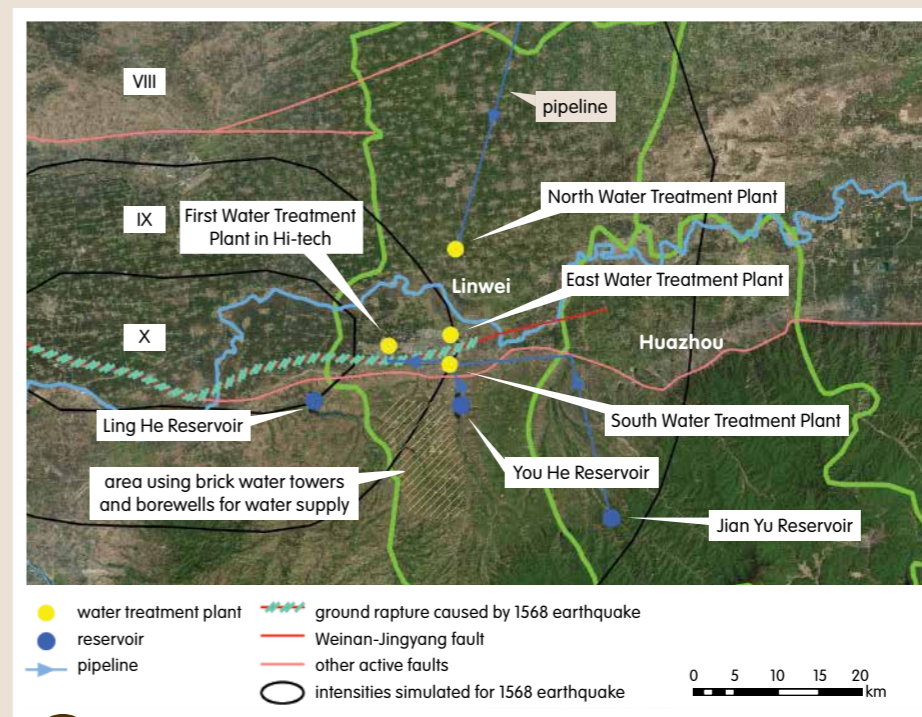 VIII
pipeline
IX
First Water Treatment
Plant in Hi-tech
North Water Treatment Plant
Linwei
East Water Treatment Plant
X
Huazhou
Ling He Reservoir
South Water Treatment Plant
You He Reservoir
area using brick water towers
and borewells for water supply
Jian Yu Reservoir
water treatment plant
reservoir
pipeline
ground rapture caused by 1568 earthquake
Weinan-Jingyang fault
other active faults
intensities simulated for 1568 earthquake
0 5 10 15 20
km